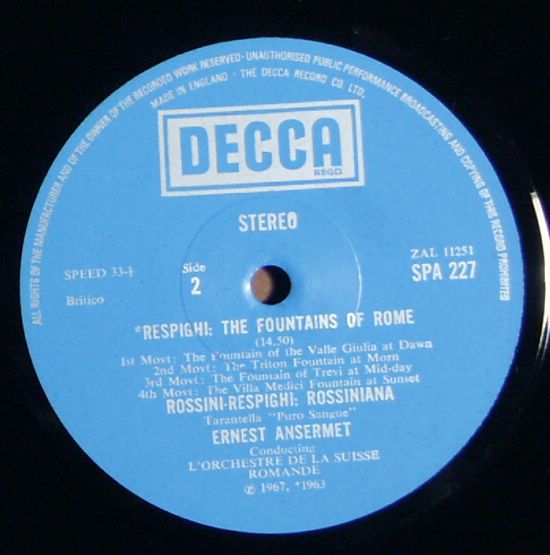 ALL RIGHTS OF THE MANUFACTURER AND OF THE OWNER OF THE RECORDED WORK RESERVED · UNAUTHORISED PUBLIC PERFORMANCE BROADCASTING AND COPYING OF THIS RECORD PROHIBITED
MADE IN ENGLAND · THE DECCA RECORD CO. LTD.
DECCA
REGD.
STEREO
SPEED 33-⅓
Side
ZAL 11251
Britico
2
SPA 227
*RESPIGHI: THE FOUNTAINS OF ROME
(14.50)
1st Movt: The Fountain of the Valle Giulia at Dawn
2nd Movt: The Triton Fountain at Morn
3rd Movt: The Fountain of Trevi at Mid-day
4th Movt: The Villa Medici Fountain at Sunset
ROSSINI-RESPIGHI: ROSSINIANA
Tarantella "Puro Sangue"
ERNEST ANSERMET
Conducting
L'ORCHESTRE DE LA SUISSE
ROMANDE
℗ 1967, *1963